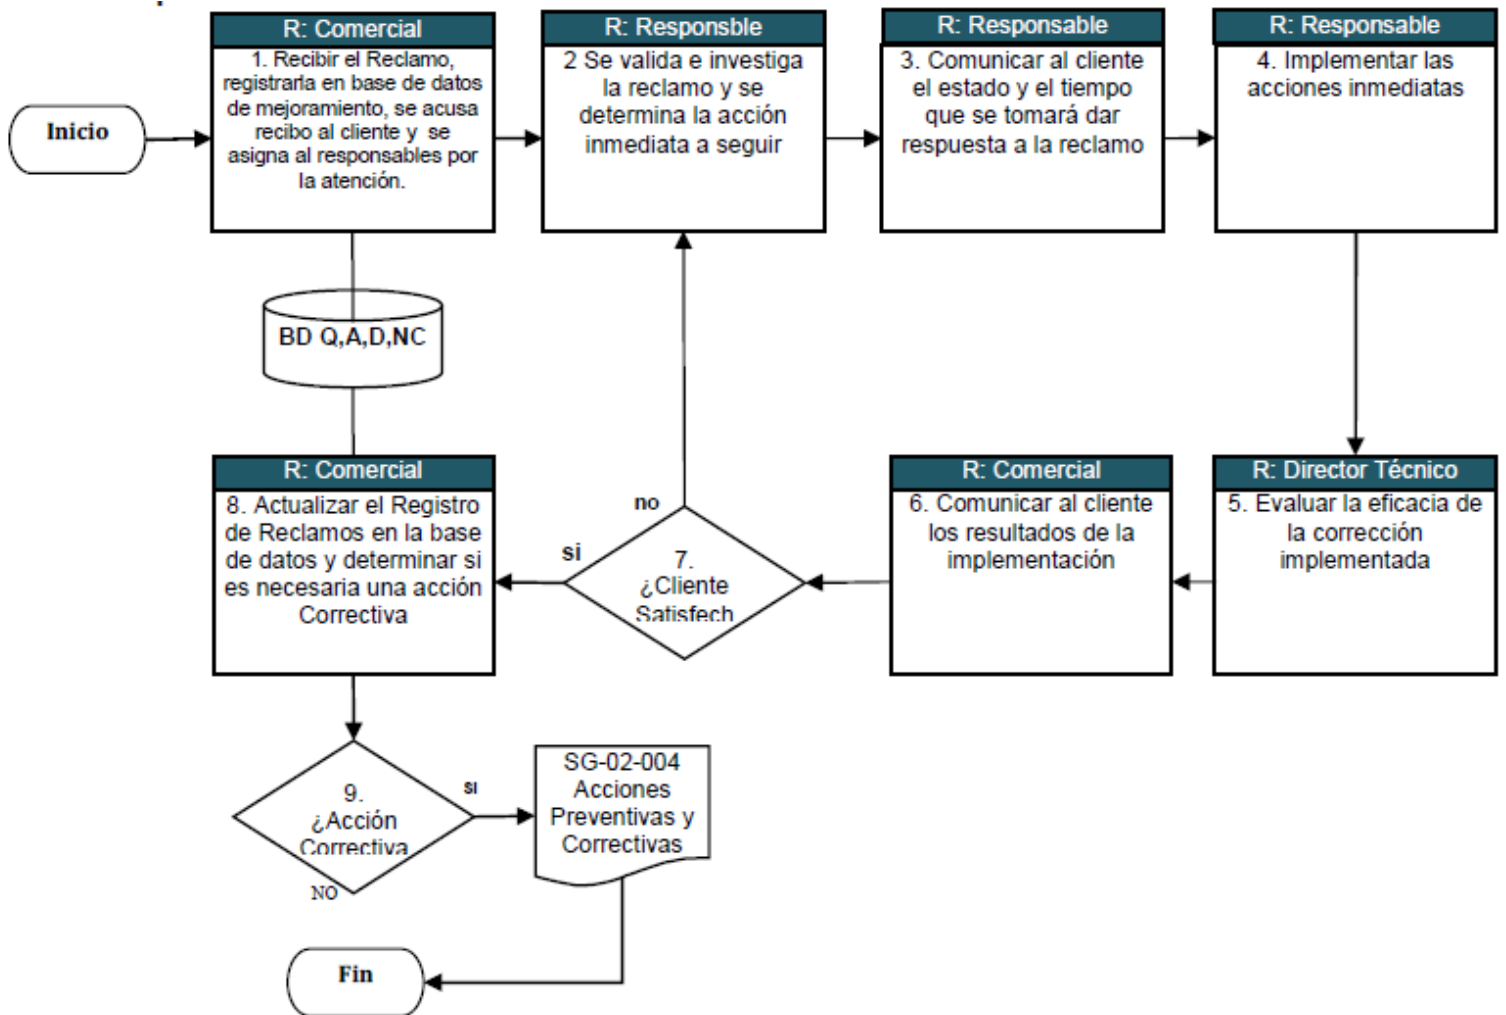 R: Comercial
1. Recibir el Reclamo,
registrarla en base de datos
de mejoramiento, se acusa
recibo al cliente y se
asigna al responsables por
la atención.
R: Responsble
2 Se valida e investiga
la reclamo y se
determina la acción
inmediata a seguir
R: Responsable
3. Comunicar al cliente
el estado y el tiempo
que se tomará dar
respuesta a la reclamo
R: Responsable
4. Implementar las
acciones inmediatas
Inicio
BD Q,A,D,NC
R: Comercial
8. Actualizar el Registro
de Reclamos en la base
de datos y determinar si
es necesaria una acción
Correctiva
si
no
7.
¿Cliente
Satisfech
R: Comercial
6. Comunicar al cliente
los resultados de la
implementación
R: Director Técnico
5. Evaluar la eficacia de
la corrección
implementada
9.
¿Acción
Correctiva
SI
NO
SG-02-004
Acciones
Preventivas y
Correctivas
Fin